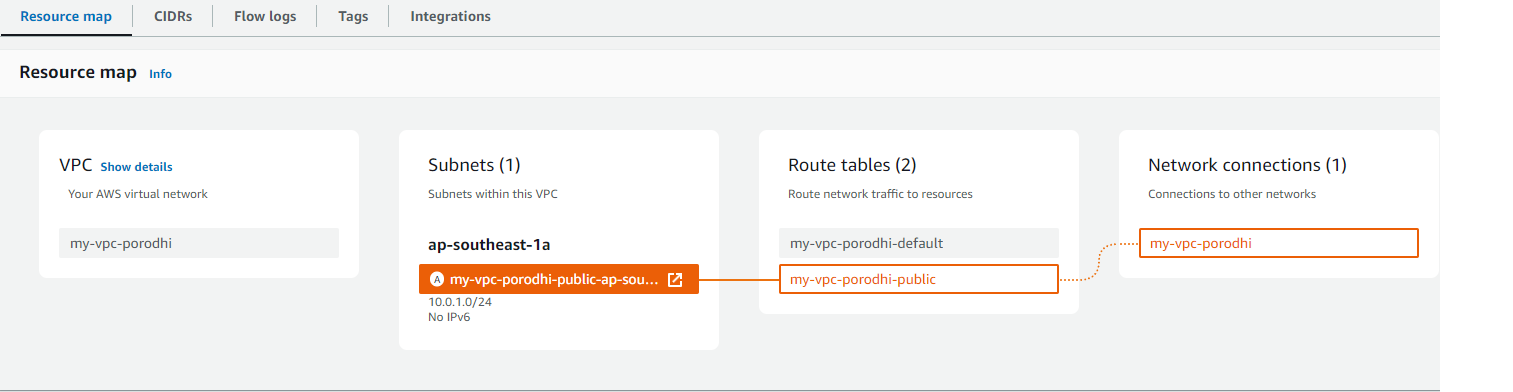 Resource map
CIDRs
Flow logs
Tags
Integrations
Resource map Info
VPC Show details
Your AWS virtual network
my-vpc-porodhi
Subnets (1)
Subnets within this VPC
ap-southeast-1a
A my-vpc-porodhi-public-ap-sou...
10.0.1.0/24
No IPv6
Route tables (2)
Route network traffic to resources
my-vpc-porodhi-default
my-vpc-porodhi-public
Network connections (1)
Connections to other networks
my-vpc-porodhi